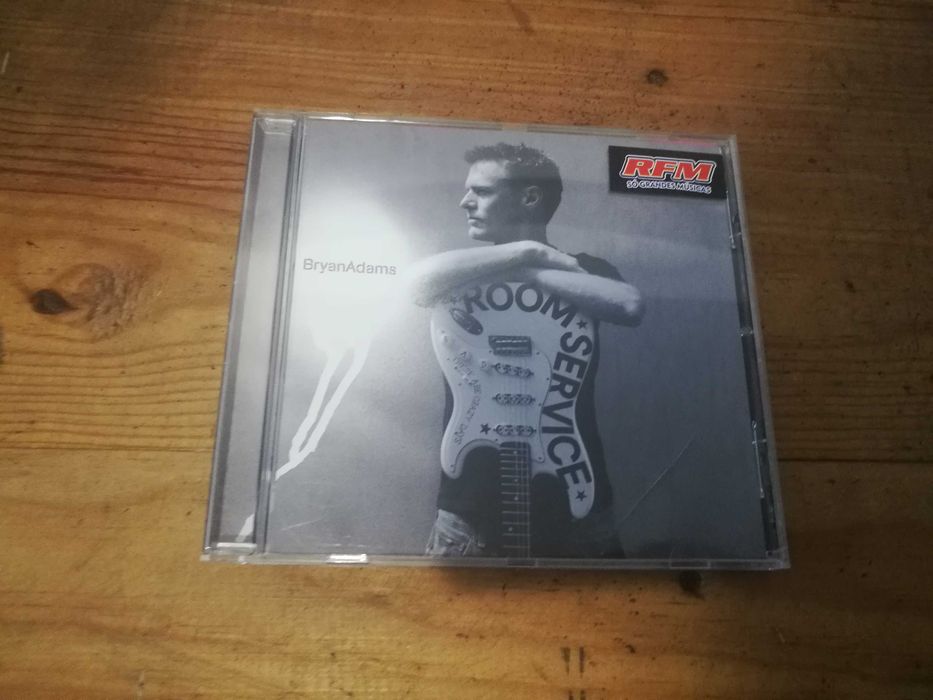 RFM
SÓ GRANDES MÚSICAS
BryanAdams
ROOM★SERVICE★